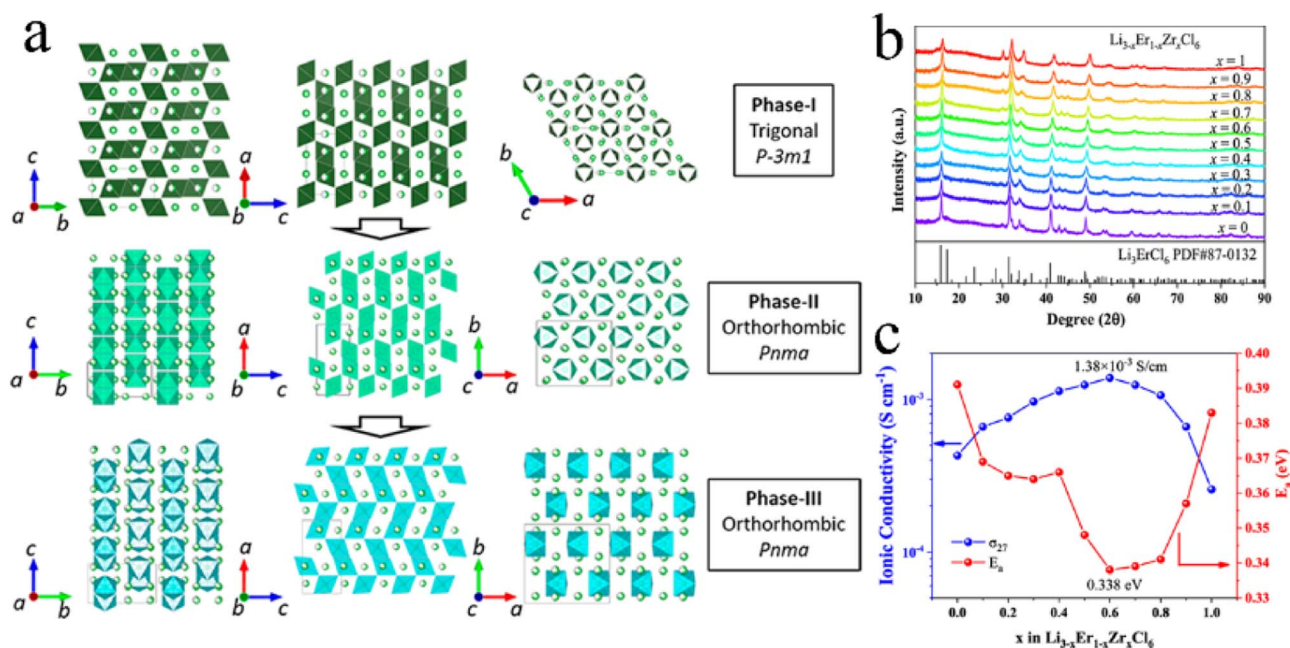 a
Phase-I
Trigonal
P-3m1
c
a
b
a
b
c
b
c
a
Phase-II
Orthorhombic
Pnma
c
a
b
a
b
c
b
c
a
Phase-III
Orthorhombic
Pnma
c
a
b
a
b
c
b
c
a
b
Li3-xEr1-xZrxCl6
x = 1
x = 0.9
x = 0.8
x = 0.7
x = 0.6
x = 0.5
x = 0.4
x = 0.3
x = 0.2
x = 0.1
x = 0
Intensity (a.u.)
Li3ErCl6 PDF#87-0132
10 20 30 40 50 60 70 80 90
Degree (2θ)
c
1.38×10⁻³ S/cm
Ionic Conductivity (S cm⁻¹)
10⁻³
10⁻⁴
σ27
Ea
0.338 eV
0.40
0.39
0.38
0.37
0.36
0.35
0.34
0.33
Ea (eV)
0.0 0.2 0.4 0.6 0.8 1.0
x in Li3-xEr1-xZrxCl6